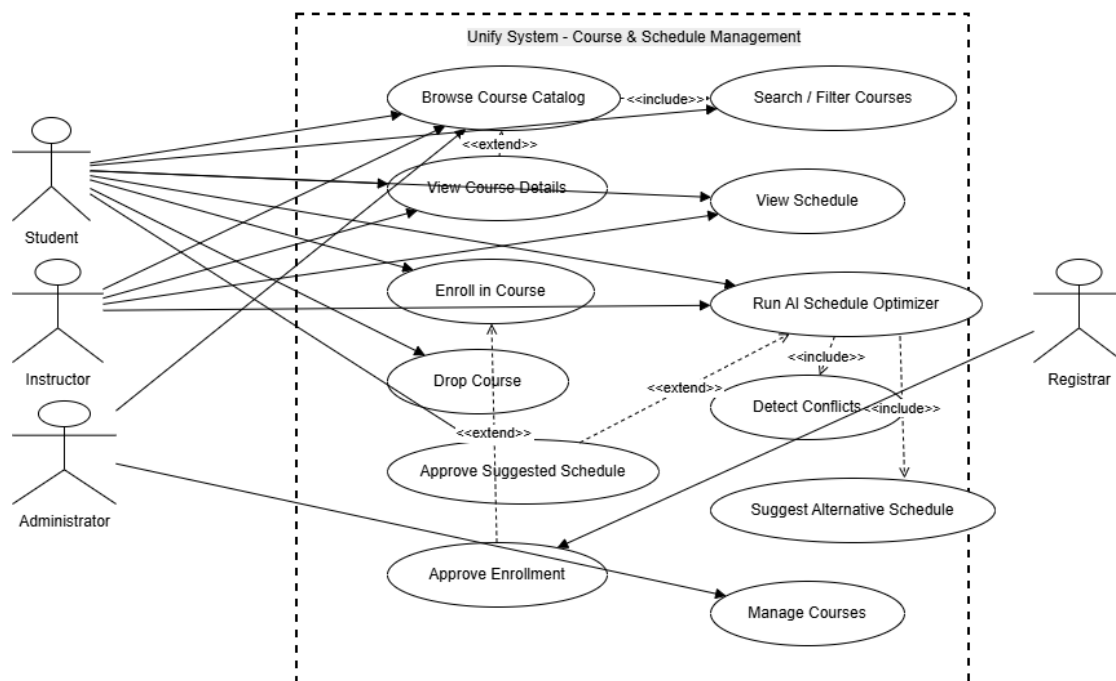 Unify System - Course & Schedule Management
Browse Course Catalog
<<include>>
Search / Filter Courses
<<extend>>
View Course Details
View Schedule
Student
Enroll in Course
Run AI Schedule Optimizer
Instructor
<<include>>
Registrar
Drop Course
<<extend>>
Detect Conflicts
<<include>>
<<extend>>
Approve Suggested Schedule
Suggest Alternative Schedule
Administrator
Approve Enrollment
Manage Courses